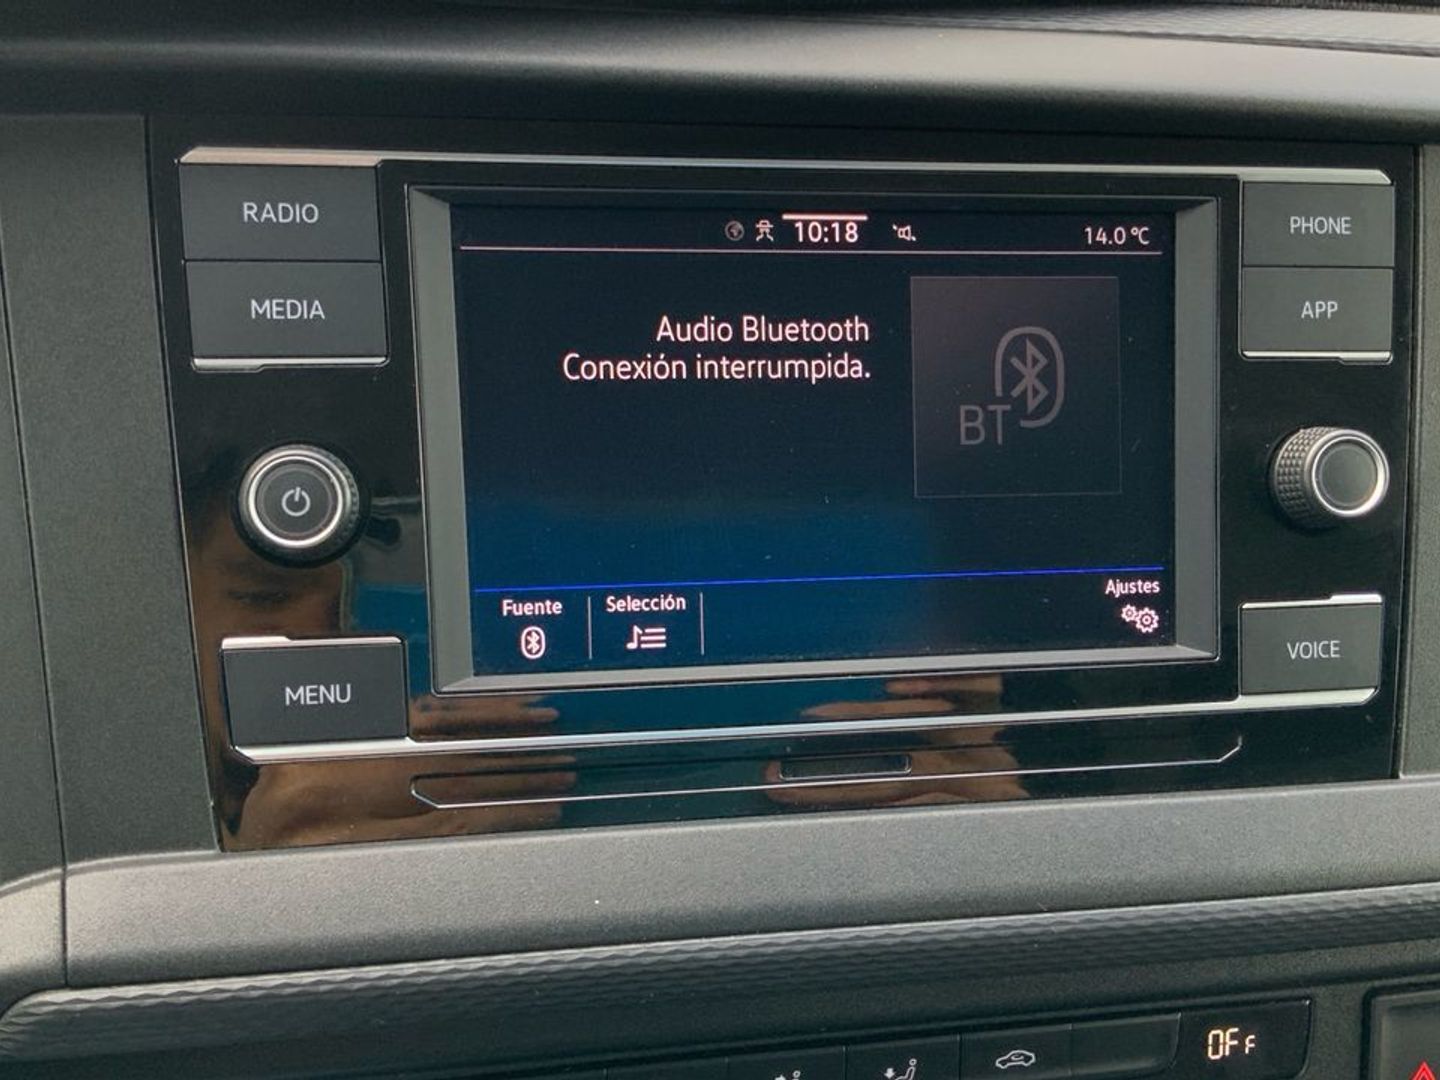 RADIO
MEDIA
MENU
10:18
14.0 °C
Audio Bluetooth
Conexión interrumpida.
BT
Fuente
Selección
Ajustes
PHONE
APP
VOICE
OFF